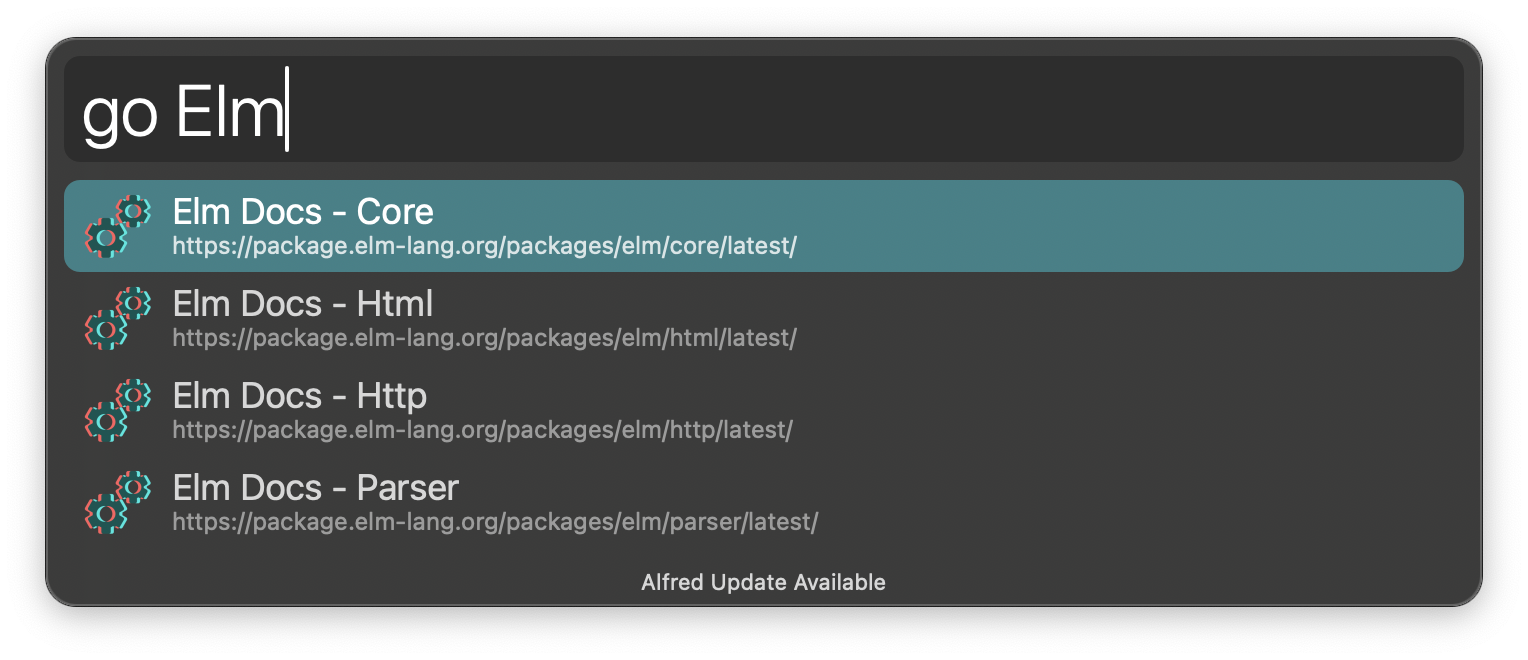 go Elm
Elm Docs - Core
https://package.elm-lang.org/packages/elm/core/latest/
Elm Docs - Html
https://package.elm-lang.org/packages/elm/html/latest/
Elm Docs - Http
https://package.elm-lang.org/packages/elm/http/latest/
Elm Docs - Parser
https://package.elm-lang.org/packages/elm/parser/latest/
Alfred Update Available